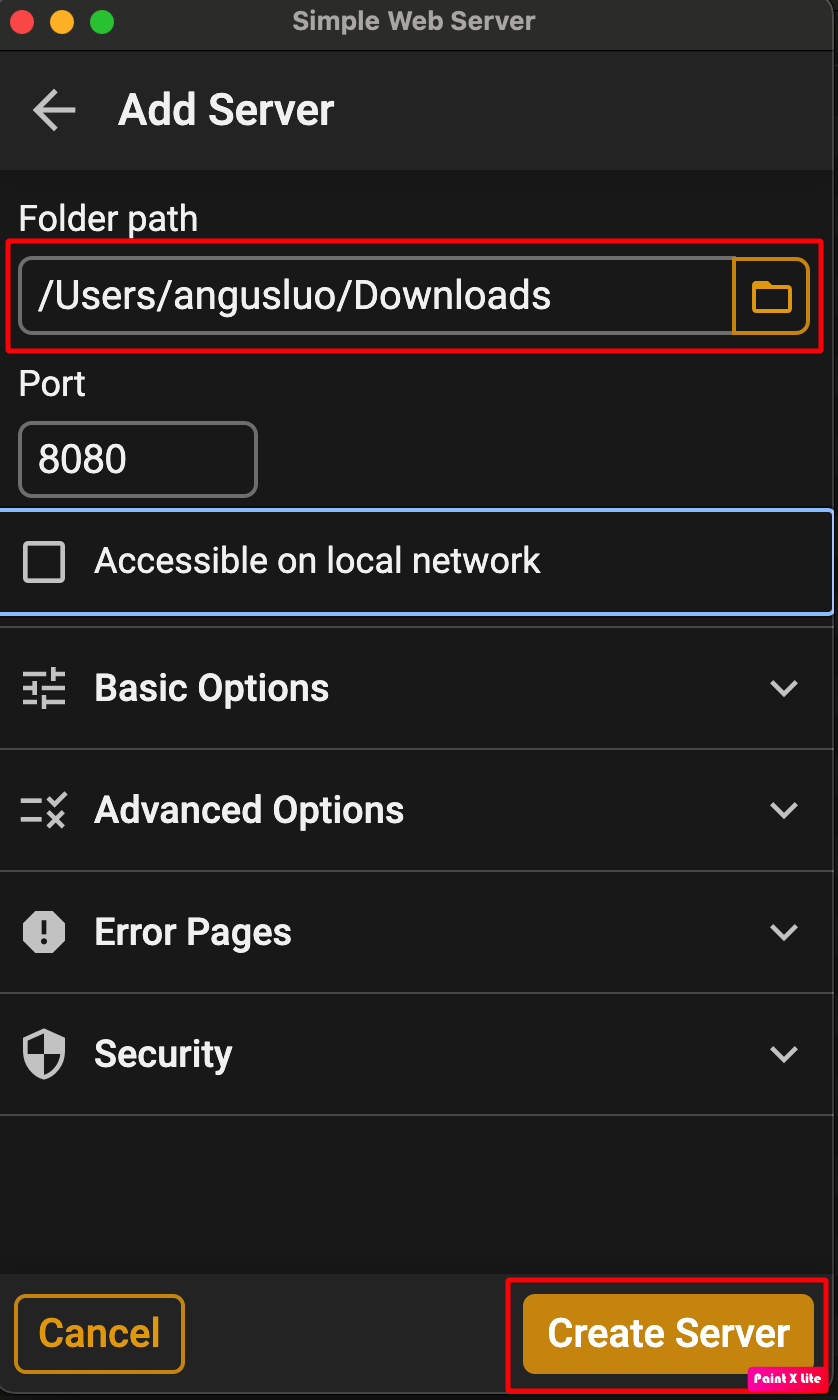 Simple Web Server
Add Server
Folder path
/Users/angusluo/Downloads
Port
8080
Accessible on local network
Basic Options
Advanced Options
Error Pages
Security
Cancel
Create Server
Paint X Lite